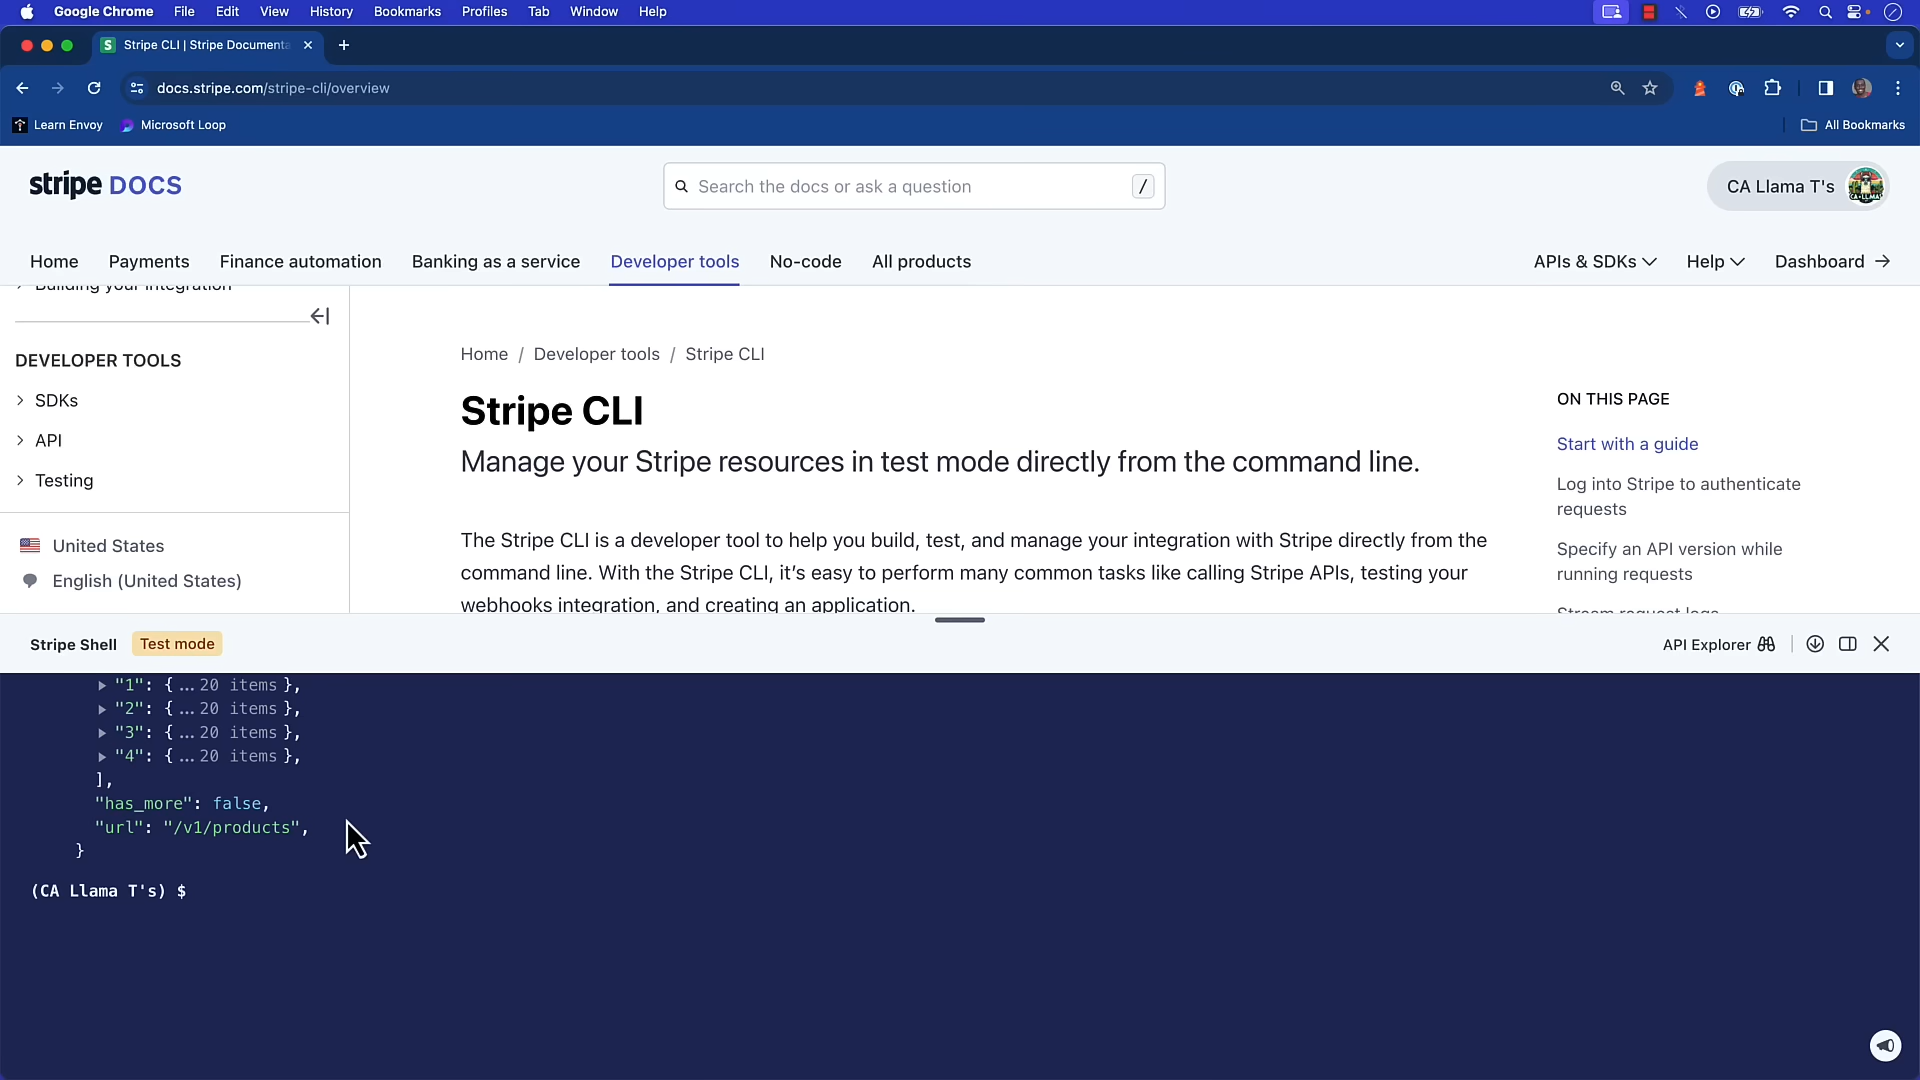 Google Chrome File Edit View History Bookmarks Profiles Tab Window Help
S Stripe CLI | Stripe Documenta
docs.stripe.com/stripe-cli/overview
Learn Envoy Microsoft Loop All Bookmarks
stripe DOCS
Search the docs or ask a question /
CA Llama T's
Home Payments Finance automation Banking as a service Developer tools No-code All products APIs & SDKs Help Dashboard
Building your integration
DEVELOPER TOOLS
SDKs
API
Testing
United States
English (United States)
Home / Developer tools / Stripe CLI
Stripe CLI
Manage your Stripe resources in test mode directly from the command line.
The Stripe CLI is a developer tool to help you build, test, and manage your integration with Stripe directly from the
command line. With the Stripe CLI, it's easy to perform many common tasks like calling Stripe APIs, testing your
webhooks integration, and creating an application.
ON THIS PAGE
Start with a guide
Log into Stripe to authenticate
requests
Specify an API version while
running requests
Stream request logs
Stripe Shell Test mode API Explorer
"1": {…20 items},
"2": {…20 items},
"3": {…20 items},
"4": {…20 items},
],
"has_more": false,
"url": "/v1/products",
}
(CA Llama T's) $